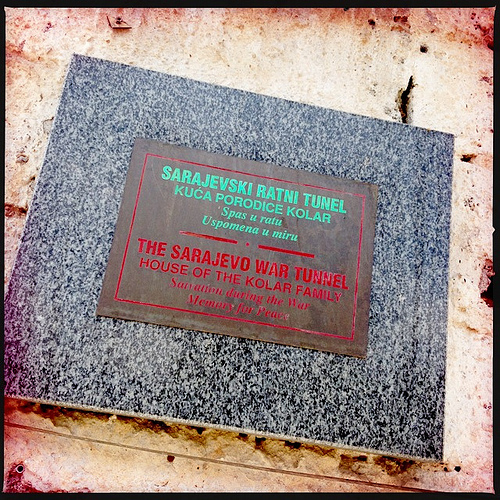 SARAJEVSKI RATNI TUNEL
KUĆA PORODICE KOLAR
Spas u ratu
Uspomena u miru
THE SARAJEVO WAR TUNNEL
HOUSE OF THE KOLAR FAMILY
Salvation during the War
Memory for Peace